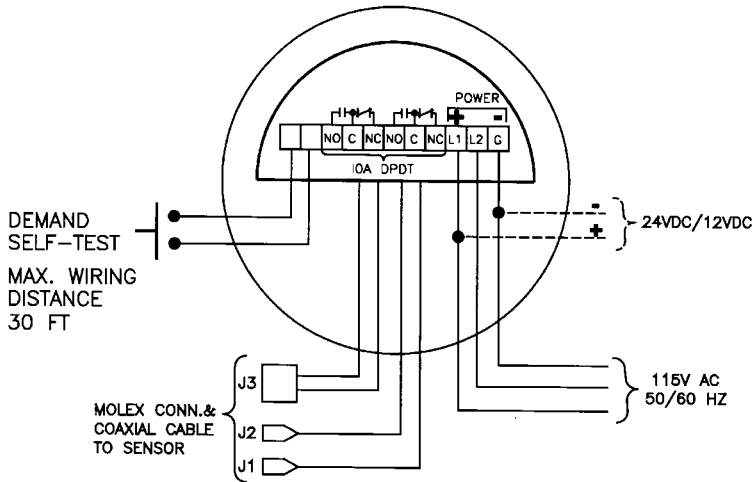 POWER
+ -
NO C NC NO C NC L1 L2 G
10A DPDT
DEMAND
SELF-TEST
MAX. WIRING
DISTANCE
30 FT
-
+
24VDC/12VDC
115V AC
50/60 HZ
MOLEX CONN.&
COAXIAL CABLE
TO SENSOR
J3
J2
J1